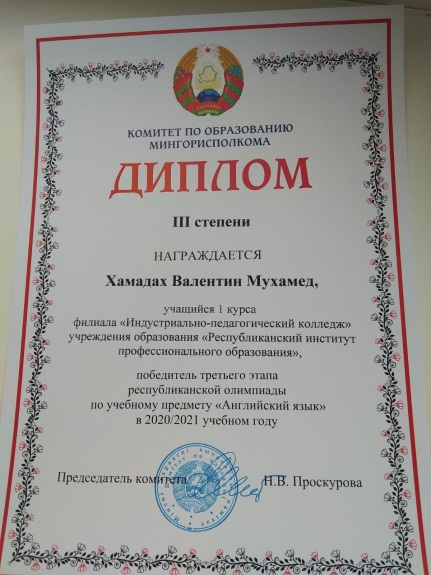 КОМИТЕТ ПО ОБРАЗОВАНИЮ
МИНГОРИСПОЛКОМА
ДИПЛОМ
III степени
НАГРАЖДАЕТСЯ
Хамадах Валентин Мухамед,
учащийся 1 курса
филиала «Индустриально-педагогический колледж»
учреждения образования «Республиканский институт
профессионального образования»,
победитель третьего этапа
республиканской олимпиады
по учебному предмету «Английский язык»
в 2020/2021 учебном году
Председатель комитета Н.В. Проскурова